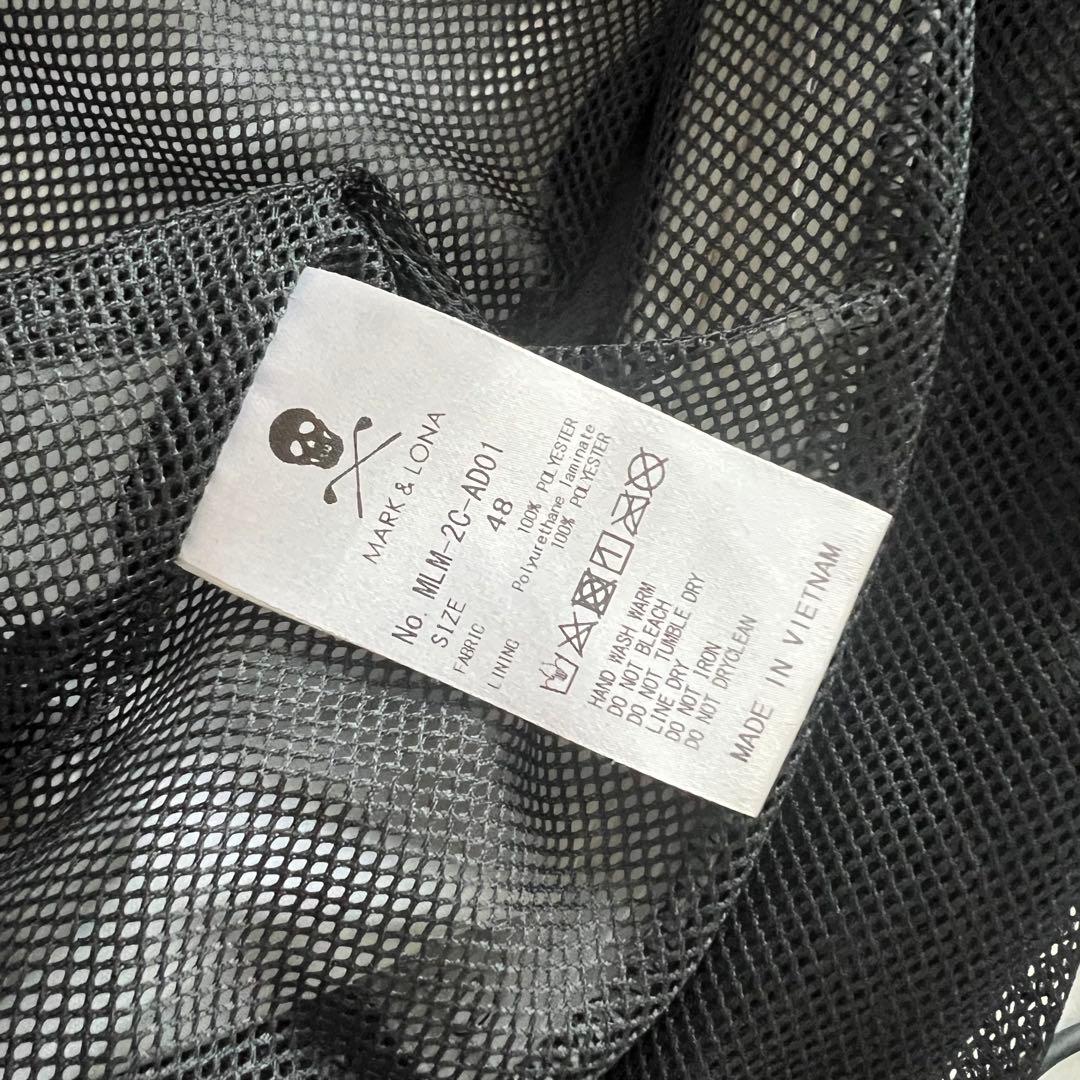 MARK & LONA
No. MLM-2C-AD01
SIZE 48
FABRIC 100% POLYESTER
Polyurethane laminate
LINING 100% POLYESTER
HAND WASH WARM
DO NOT BLEACH
DO NOT TUMBLE DRY
LINE DRY
DO NOT IRON
DO NOT DRYCLEAN
MADE IN VIETNAM